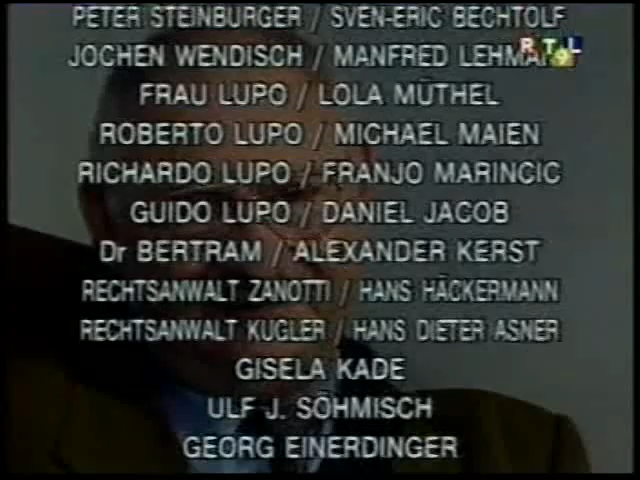 PETER STEINBURGER / SVEN-ERIC BECHTOLF
JOCHEN WENDISCH / MANFRED LEHMANN
RTL
FRAU LUPO / LOLA MÜTHEL
ROBERTO LUPO / MICHAEL MAIEN
RICHARDO LUPO / FRANJO MARINCIC
GUIDO LUPO / DANIEL JACOB
Dr BERTRAM / ALEXANDER KERST
RECHTSANWALT ZANOTTI / HANS HÄCKERMANN
RECHTSANWALT KUGLER / HANS DIETER ASNER
GISELA KADE
ULF J. SÖHMISCH
GEORG EINERDINGER